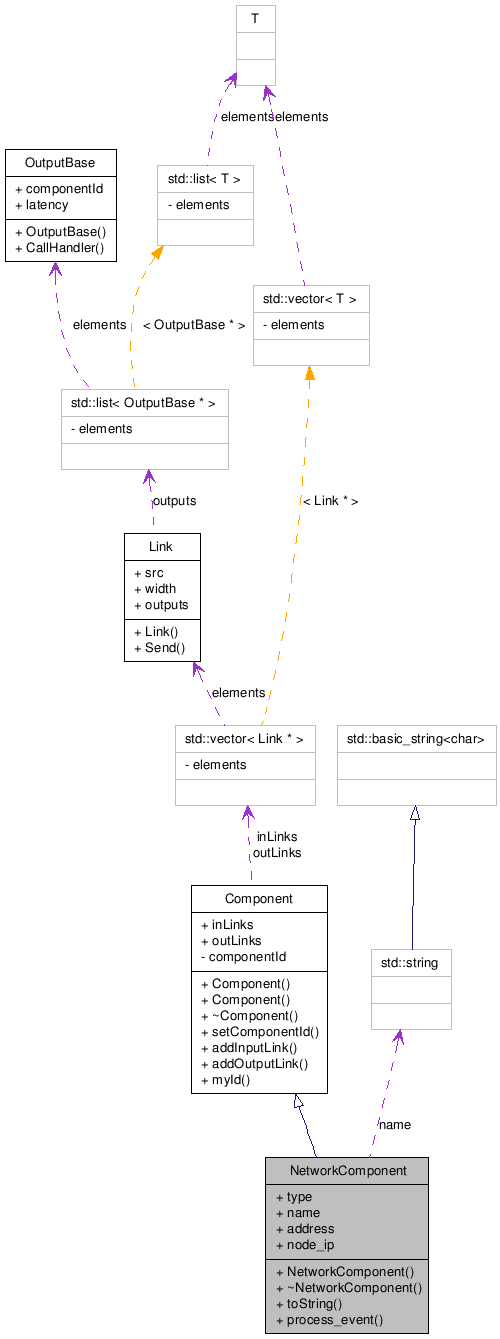 T
elements
elements
OutputBase
+ componentId
+ latency
+ OutputBase()
+ CallHandler()
std::list< T >
- elements
std::vector< T >
- elements
elements
< OutputBase * >
std::list< OutputBase * >
- elements
outputs
< Link * >
Link
+ src
+ width
+ outputs
+ Link()
+ Send()
elements
std::vector< Link * >
- elements
std::basic_string<char>
inLinks
outLinks
Component
+ inLinks
+ outLinks
- componentId
+ Component()
+ Component()
+ ~Component()
+ setComponentId()
+ addInputLink()
+ addOutputLink()
+ myId()
std::string
name
NetworkComponent
+ type
+ name
+ address
+ node_ip
+ NetworkComponent()
+ ~NetworkComponent()
+ toString()
+ process_event()